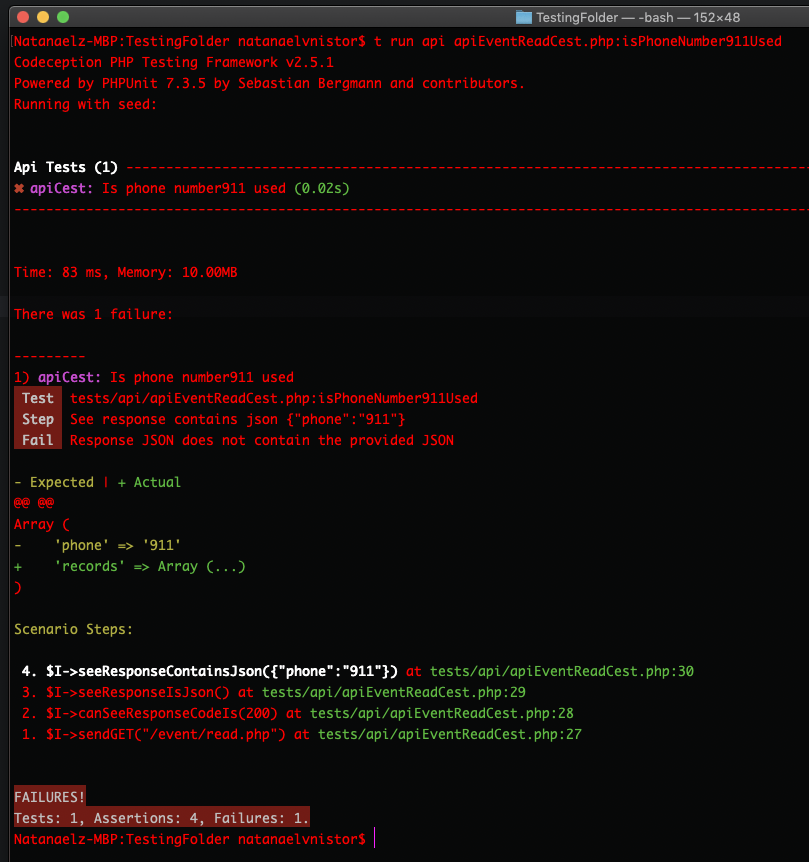 TestingFolder — -bash — 152×48
[Natanaelz-MBP:TestingFolder natanaelvnistor$ t run api apiEventReadCest.php:isPhoneNumber911Used
Codeception PHP Testing Framework v2.5.1
Powered by PHPUnit 7.3.5 by Sebastian Bergmann and contributors.
Running with seed:
Api Tests (1) --------------------------------------------------------------------------------------
✖ apiCest: Is phone number911 used (0.02s)
----------------------------------------------------------------------------------------------------
Time: 83 ms, Memory: 10.00MB
There was 1 failure:
---------
1) apiCest: Is phone number911 used
Test tests/api/apiEventReadCest.php:isPhoneNumber911Used
Step See response contains json {"phone":"911"}
Fail Response JSON does not contain the provided JSON
- Expected | + Actual
@@ @@
Array (
-    'phone' => '911'
+    'records' => Array (...)
)
Scenario Steps:
4. $I->seeResponseContainsJson({"phone":"911"}) at tests/api/apiEventReadCest.php:30
3. $I->seeResponseIsJson() at tests/api/apiEventReadCest.php:29
2. $I->canSeeResponseCodeIs(200) at tests/api/apiEventReadCest.php:28
1. $I->sendGET("/event/read.php") at tests/api/apiEventReadCest.php:27
FAILURES!
Tests: 1, Assertions: 4, Failures: 1.
Natanaelz-MBP:TestingFolder natanaelvnistor$